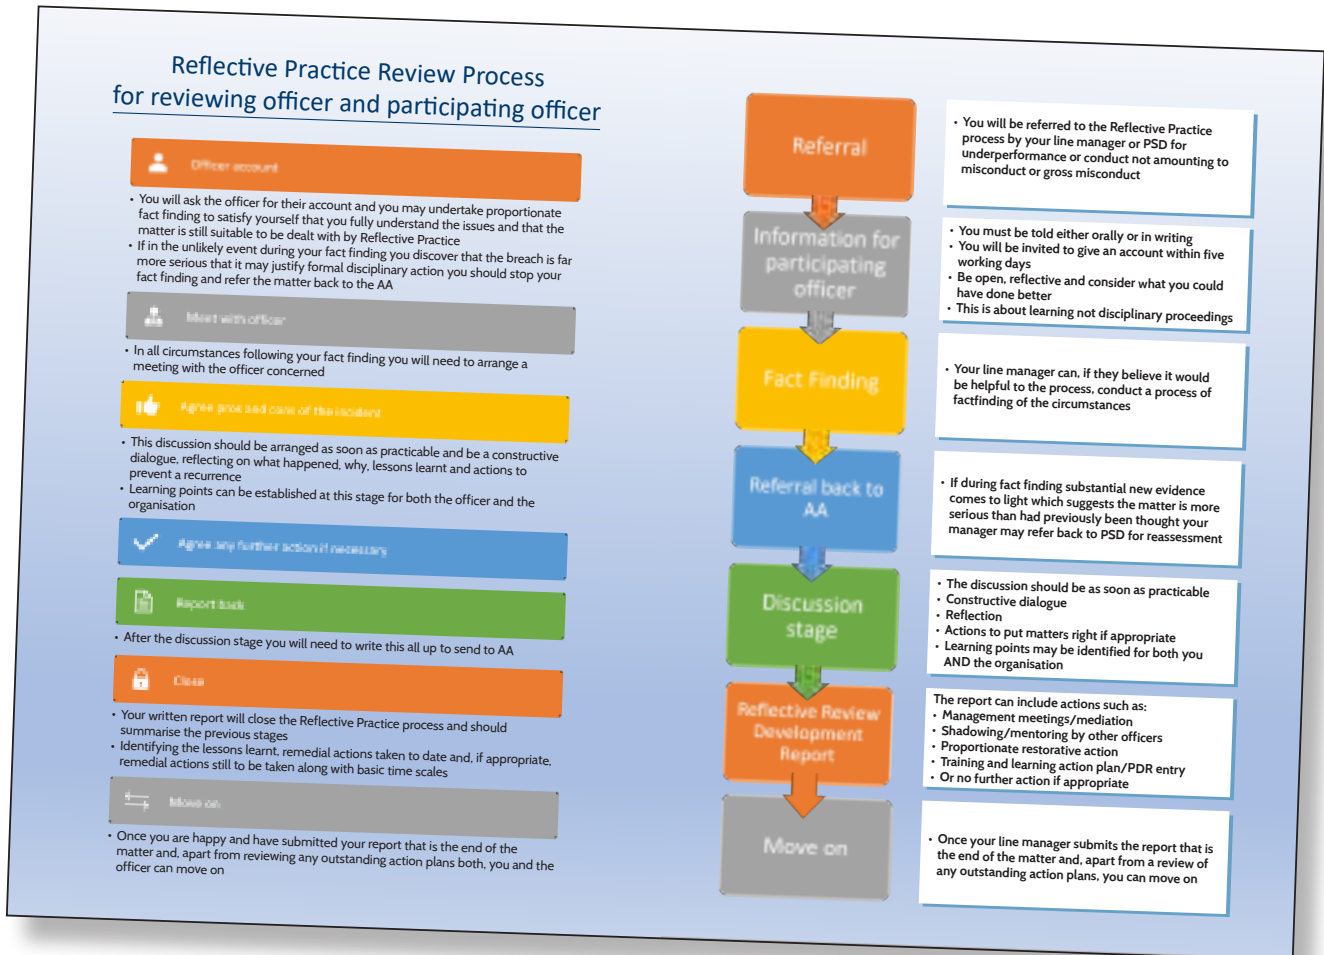 Reflective Practice Review Process
for reviewing officer and participating officer
Officer account
• You will ask the officer for their account and you may undertake proportionate
fact finding to satisfy yourself that you fully understand the issues and that the
matter is still suitable to be dealt with by Reflective Practice
• If in the unlikely event during your fact finding you discover that the breach is far
more serious that it may justify formal disciplinary action you should stop your
fact finding and refer the matter back to the AA
Meet with officer
• In all circumstances following your fact finding you will need to arrange a
meeting with the officer concerned
Agree pros and cons of the incident
• This discussion should be arranged as soon as practicable and be a constructive
dialogue, reflecting on what happened, why, lessons learnt and actions to
prevent a recurrence
• Learning points can be established at this stage for both the officer and the
organisation
Agree any further action if necessary
Report back
• After the discussion stage you will need to write this all up to send to AA
Close
• Your written report will close the Reflective Practice process and should
summarise the previous stages
• Identifying the lessons learnt, remedial actions taken to date and, if appropriate,
remedial actions still to be taken along with basic time scales
Move on
• Once you are happy and have submitted your report that is the end of the
matter and, apart from reviewing any outstanding action plans both, you and the
officer can move on
Referral
• You will be referred to the Reflective Practice
process by your line manager or PSD for
underperformance or conduct not amounting to
misconduct or gross misconduct
Information for
participating
officer
• You must be told either orally or in writing
• You will be invited to give an account within five
working days
• Be open, reflective and consider what you could
have done better
• This is about learning not disciplinary proceedings
Fact Finding
• Your line manager can, if they believe it would
be helpful to the process, conduct a process of
factfinding of the circumstances
Referral back to
AA
• If during fact finding substantial new evidence
comes to light which suggests the matter is more
serious than had previously been thought your
manager may refer back to PSD for reassessment
Discussion
stage
• The discussion should be as soon as practicable
• Constructive dialogue
• Reflection
• Actions to put matters right if appropriate
• Learning points may be identified for both you
AND the organisation
Reflective Review
Development
Report
The report can include actions such as:
• Management meetings/mediation
• Shadowing/mentoring by other officers
• Proportionate restorative action
• Training and learning action plan/PDR entry
• Or no further action if appropriate
Move on
• Once your line manager submits the report that is
the end of the matter and, apart from a review of
any outstanding action plans, you can move on